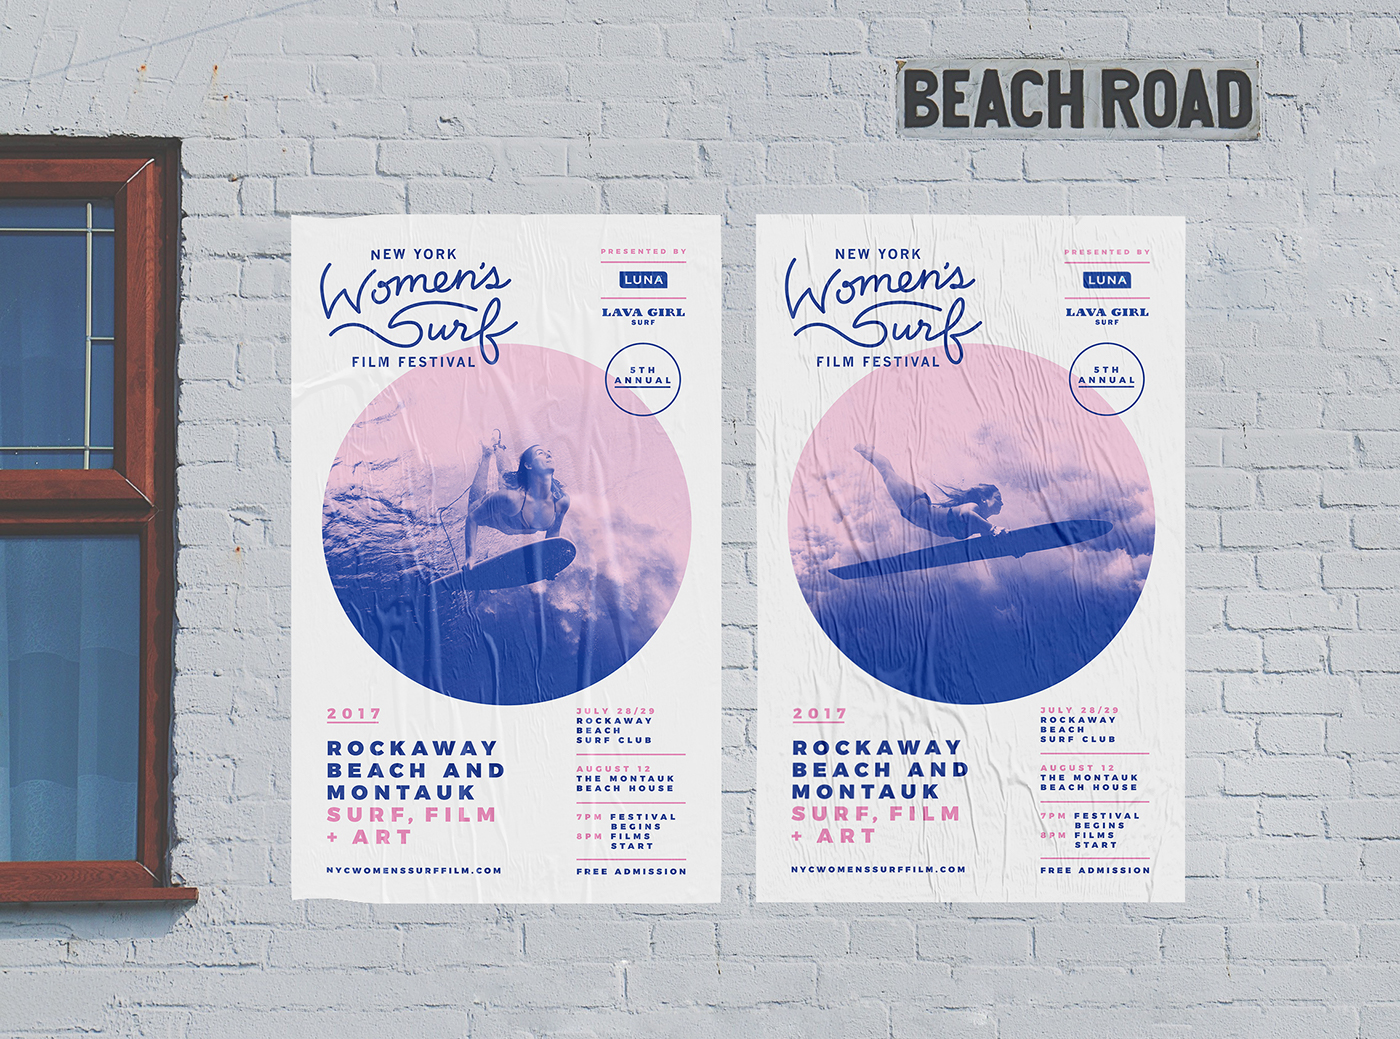 BEACH ROAD
NEW YORK
Women's
Surf
FILM FESTIVAL
PRESENTED BY
LUNA
LAVA GIRL
SURF
5TH
ANNUAL
2017
ROCKAWAY
BEACH AND
MONTAUK
SURF, FILM
+ ART
NYCWOMENSSURFFILM.COM
JULY 28/29
ROCKAWAY
BEACH
SURF CLUB
AUGUST 12
THE MONTAUK
BEACH HOUSE
7PM FESTIVAL
BEGINS
8PM FILMS
START
FREE ADMISSION
NEW YORK
Women's
Surf
FILM FESTIVAL
PRESENTED BY
LUNA
LAVA GIRL
SURF
5TH
ANNUAL
2017
ROCKAWAY
BEACH AND
MONTAUK
SURF, FILM
+ ART
NYCWOMENSSURFFILM.COM
JULY 28/29
ROCKAWAY
BEACH
SURF CLUB
AUGUST 12
THE MONTAUK
BEACH HOUSE
7PM FESTIVAL
BEGINS
8PM FILMS
START
FREE ADMISSION